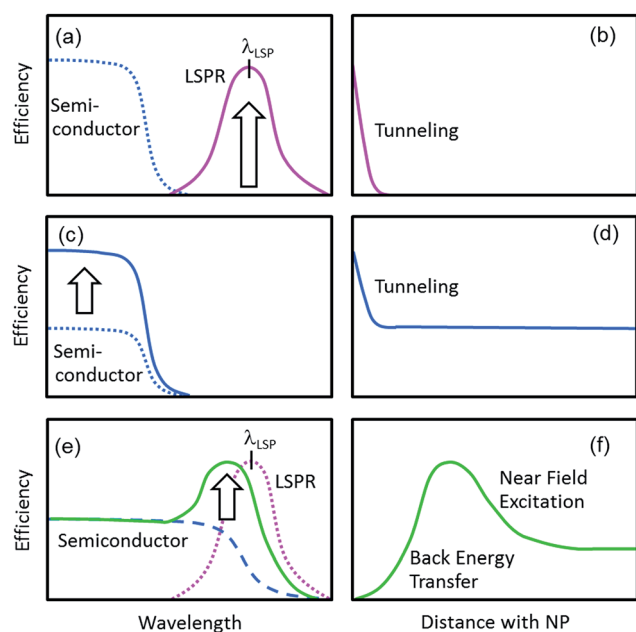 (a)
λLSP
LSPR
Semi-
conductor
Efficiency
(b)
Tunneling
(c)
Semi-
conductor
Efficiency
(d)
Tunneling
(e)
λLSP
LSPR
Semiconductor
Efficiency
Wavelength
(f)
Near Field
Excitation
Back Energy
Transfer
Distance with NP